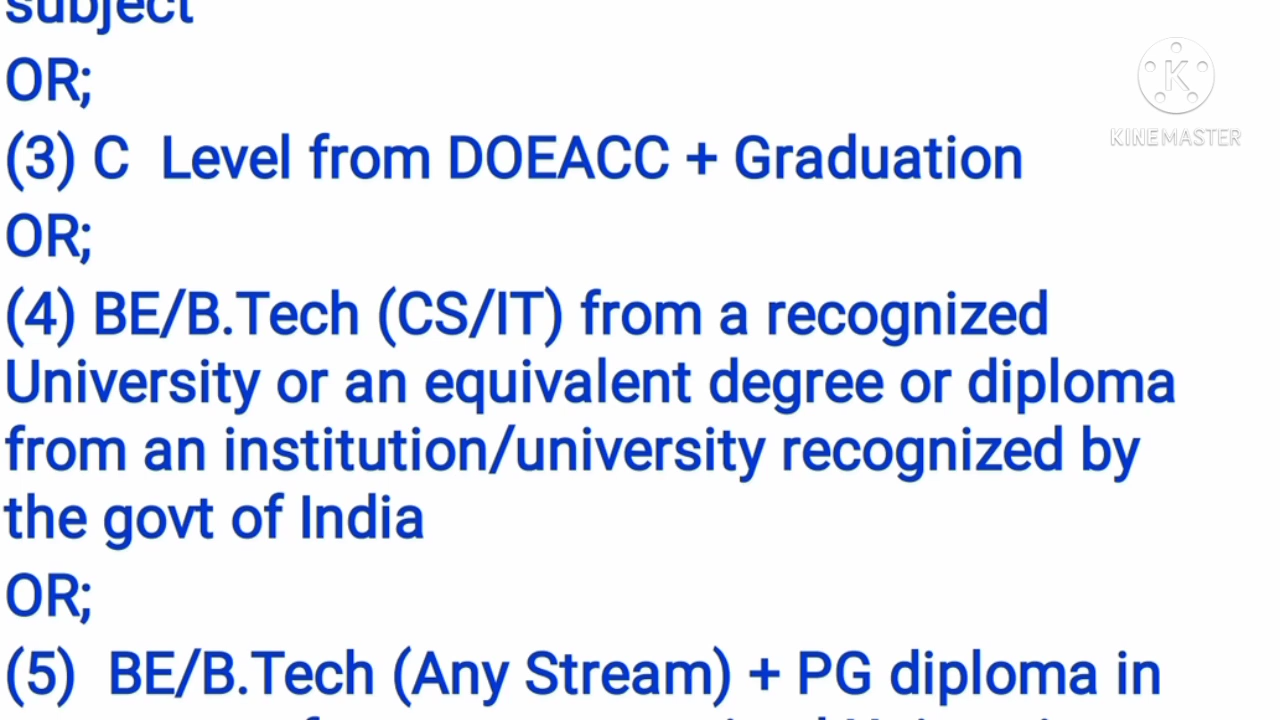 subject
OR;
(3) C Level from DOEACC + Graduation
OR;
(4) BE/B.Tech (CS/IT) from a recognized
University or an equivalent degree or diploma
from an institution/university recognized by
the govt of India
OR;
(5) BE/B.Tech (Any Stream) + PG diploma in
K
KINEMASTER